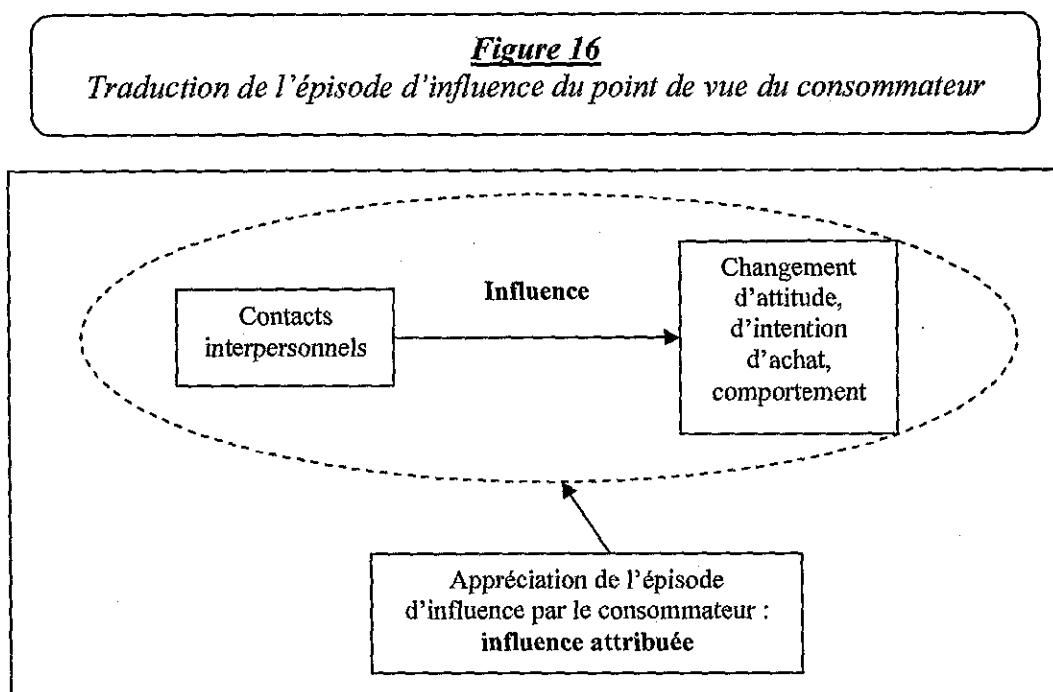 Figure 16
Traduction de l'épisode d'influence du point de vue du consommateur
Contacts
interpersonnels
Influence
Changement
d'attitude,
d'intention
d'achat,
comportement
Appréciation de l'épisode
d'influence par le consommateur :
influence attribuée